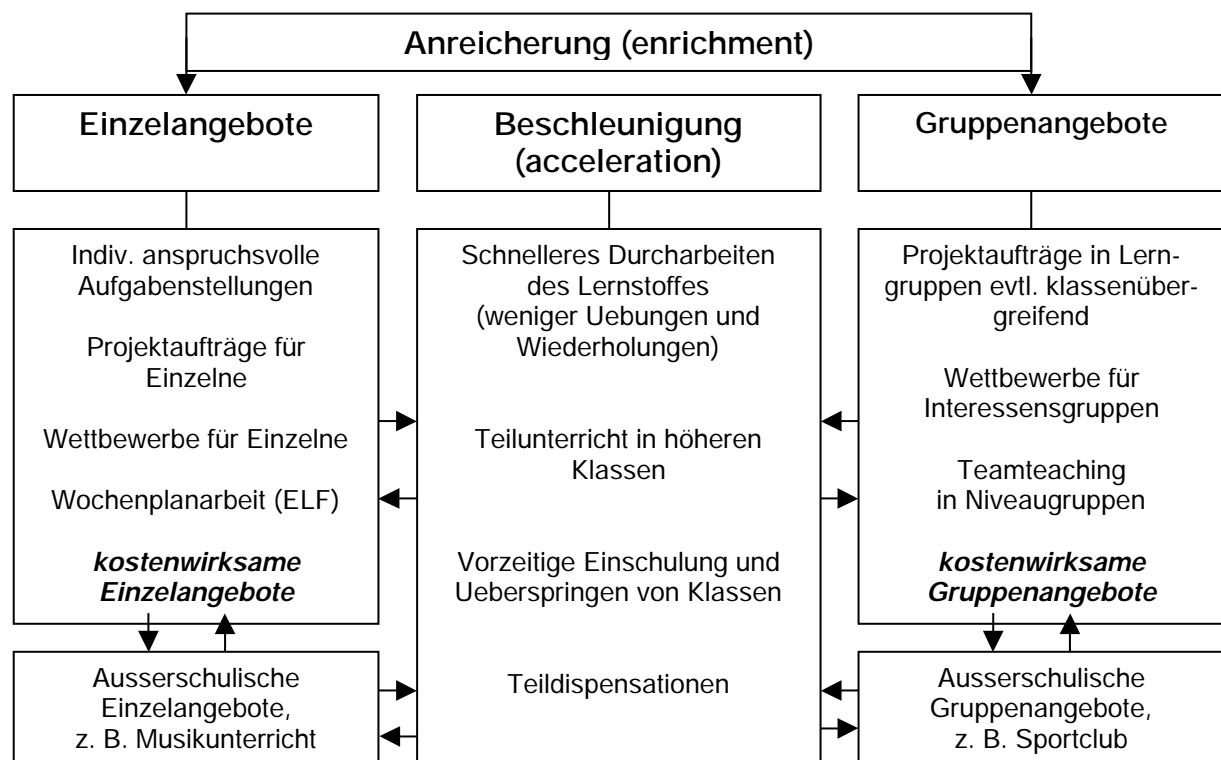 Anreicherung (enrichment)
Einzelangebote
Beschleunigung
(acceleration)
Gruppenangebote
Indiv. anspruchsvolle
Aufgabenstellungen
Projektaufträge für
Einzelne
Wettbewerbe für Einzelne
Wochenplanarbeit (ELF)
kostenwirksame
Einzelangebote
Schnelleres Durcharbeiten
des Lernstoffes
(weniger Uebungen und
Wiederholungen)
Teilunterricht in höheren
Klassen
Vorzeitige Einschulung und
Ueberspringen von Klassen
Teildispensationen
Projektaufträge in Lern-
gruppen evtl. klassenüber-
greifend
Wettbewerbe für
Interessensgruppen
Teamteaching
in Niveaugruppen
kostenwirksame
Gruppenangebote
Ausserschulische
Einzelangebote,
z. B. Musikunterricht
Ausserschulische
Gruppenangebote,
z. B. Sportclub